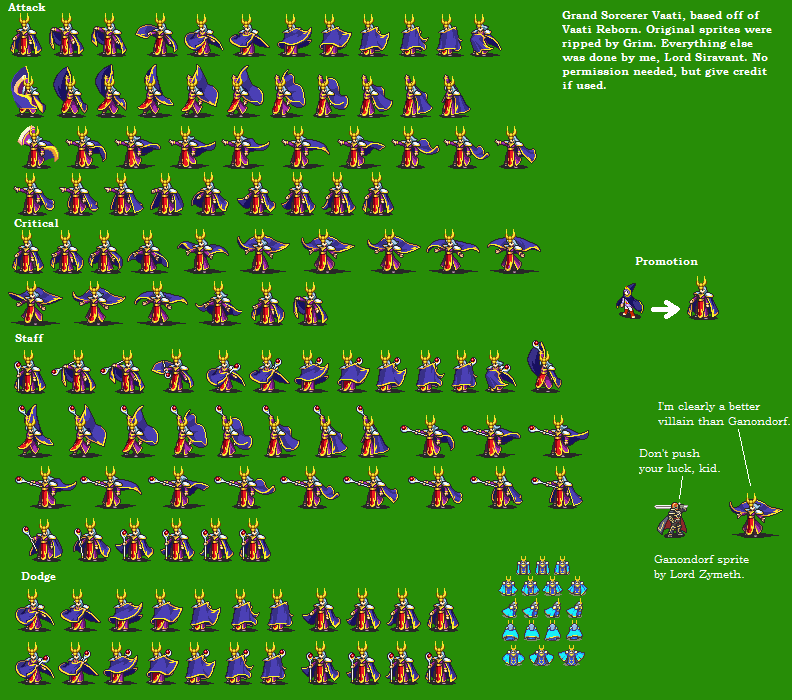 Attack
Grand Sorcerer Vaati, based off of
Vaati Reborn. Original sprites were
ripped by Grim. Everything else
was done by me, Lord Siravant. No
permission needed, but give credit
if used.
Critical
Promotion
Staff
I'm clearly a better
villain than Ganondorf.
Don't push
your luck, kid.
Ganondorf sprite
by Lord Zymeth.
Dodge